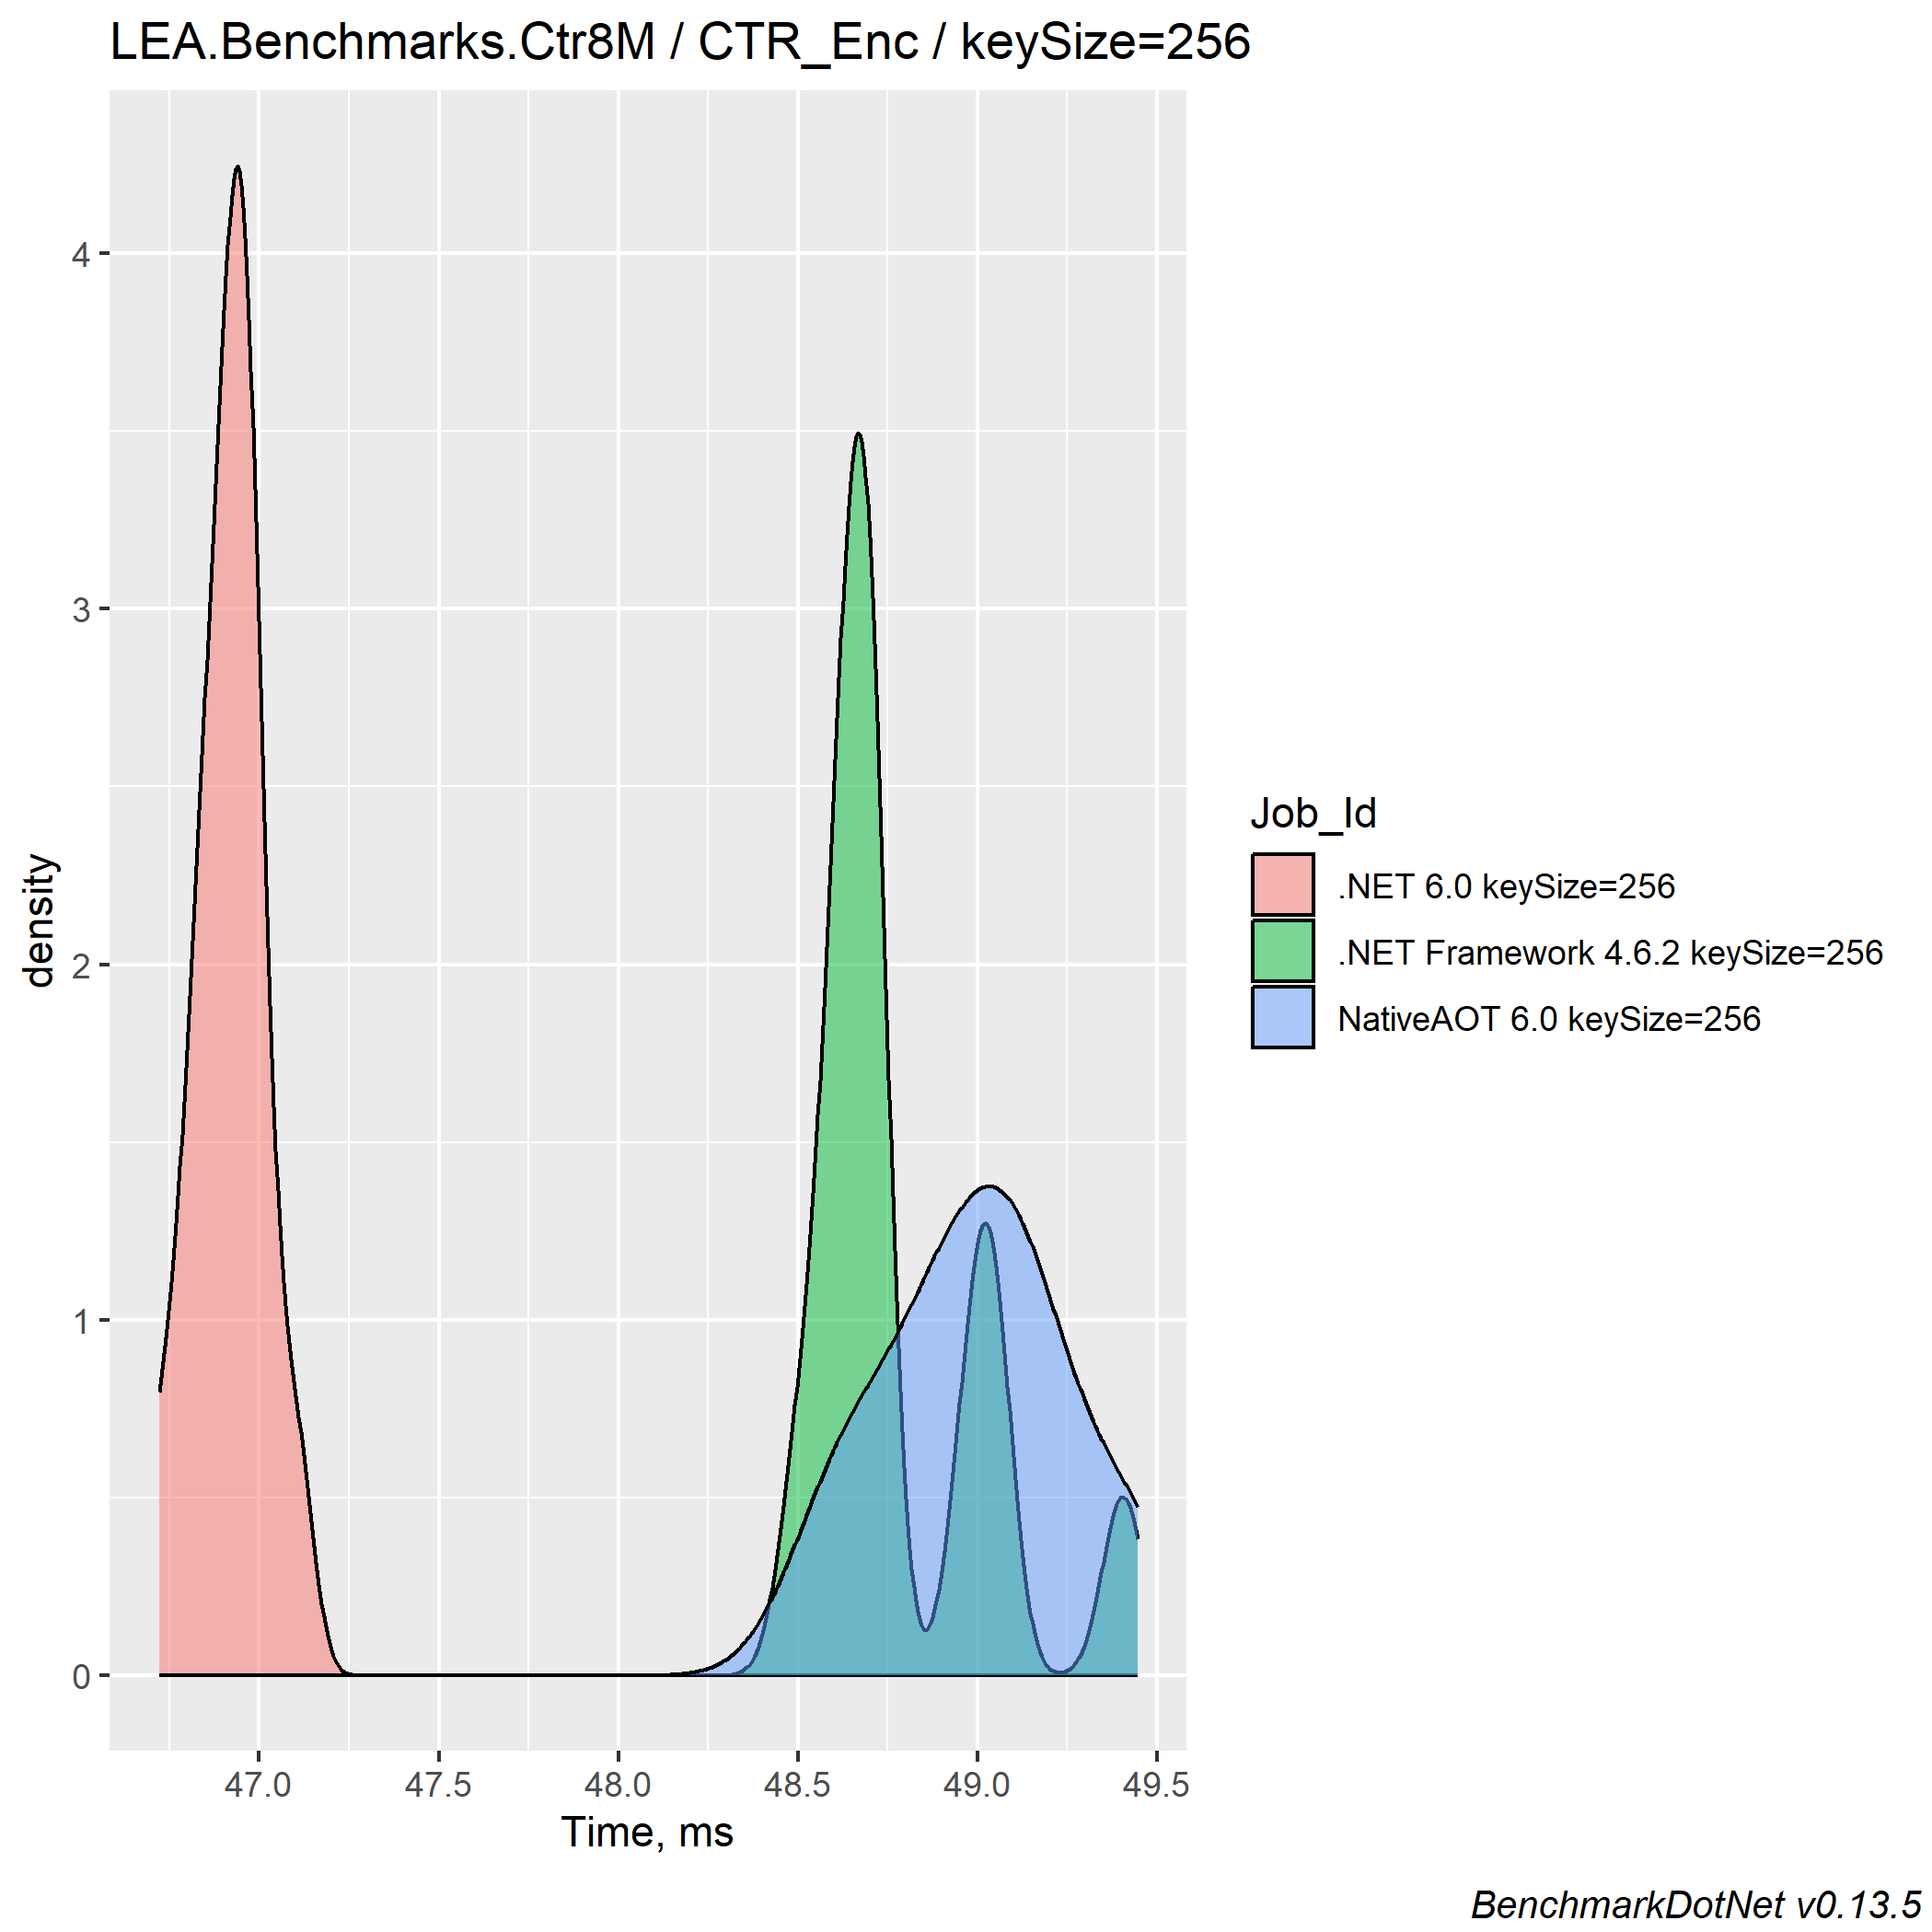 LEA.Benchmarks.Ctr8M / CTR_Enc / keySize=256
density
4
3
2
1
0
47.0 47.5 48.0 48.5 49.0 49.5
Time, ms
Job_Id
.NET 6.0 keySize=256
.NET Framework 4.6.2 keySize=256
NativeAOT 6.0 keySize=256
BenchmarkDotNet v0.13.5